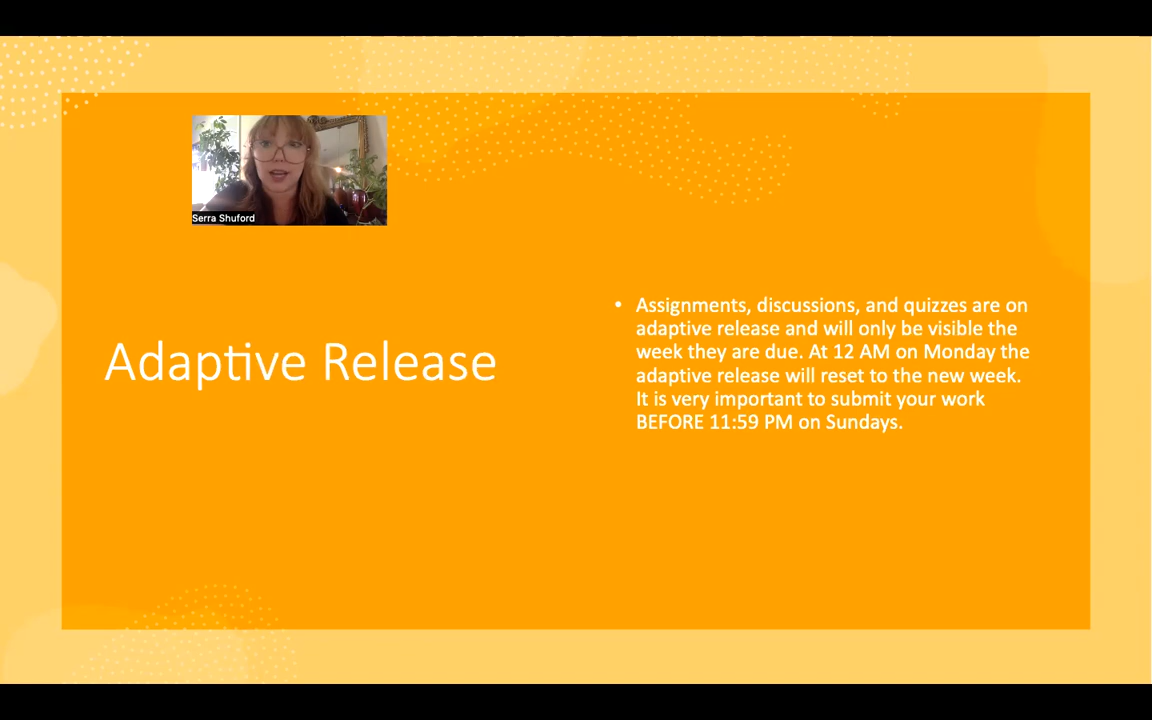 Serra Shuford
Adaptive Release
• Assignments, discussions, and quizzes are on
adaptive release and will only be visible the
week they are due. At 12 AM on Monday the
adaptive release will reset to the new week.
It is very important to submit your work
BEFORE 11:59 PM on Sundays.